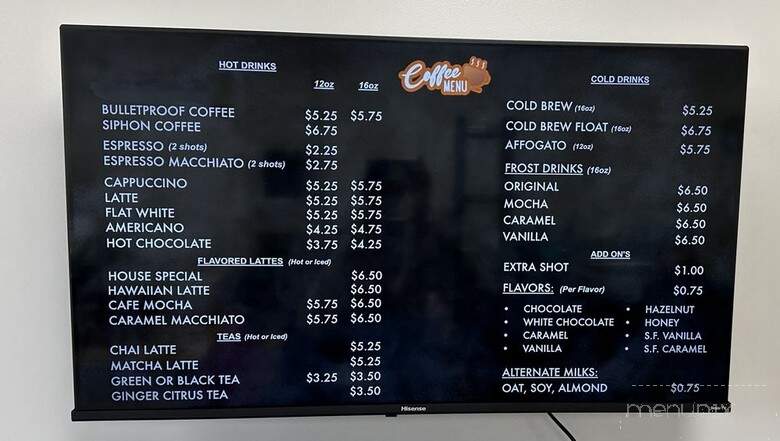 Coffee MENU
HOT DRINKS
12oz 16oz
BULLETPROOF COFFEE $5.25 $5.75
SIPHON COFFEE $6.75
ESPRESSO (2 shots) $2.25
ESPRESSO MACCHIATO (2 shots) $2.75
CAPPUCCINO $5.25 $5.75
LATTE $5.25 $5.75
FLAT WHITE $5.25 $5.75
AMERICANO $4.25 $4.75
HOT CHOCOLATE $3.75 $4.25
FLAVORED LATTES (Hot or Iced)
HOUSE SPECIAL $6.50
HAWAIIAN LATTE $6.50
CAFE MOCHA $5.75 $6.50
CARAMEL MACCHIATO $5.75 $6.50
TEAS (Hot or Iced)
CHAI LATTE $5.25
MATCHA LATTE $5.25
GREEN OR BLACK TEA $3.25 $3.50
GINGER CITRUS TEA $3.50
COLD DRINKS
COLD BREW (16oz) $5.25
COLD BREW FLOAT (16oz) $6.75
AFFOGATO (12oz) $5.75
FROST DRINKS (16oz)
ORIGINAL $6.50
MOCHA $6.50
CARAMEL $6.50
VANILLA $6.50
ADD ON'S
EXTRA SHOT $1.00
FLAVORS: (Per Flavor) $0.75
• CHOCOLATE • HAZELNUT
• WHITE CHOCOLATE • HONEY
• CARAMEL • S.F. VANILLA
• VANILLA • S.F. CARAMEL
ALTERNATE MILKS:
OAT, SOY, ALMOND $0.75
Hisense